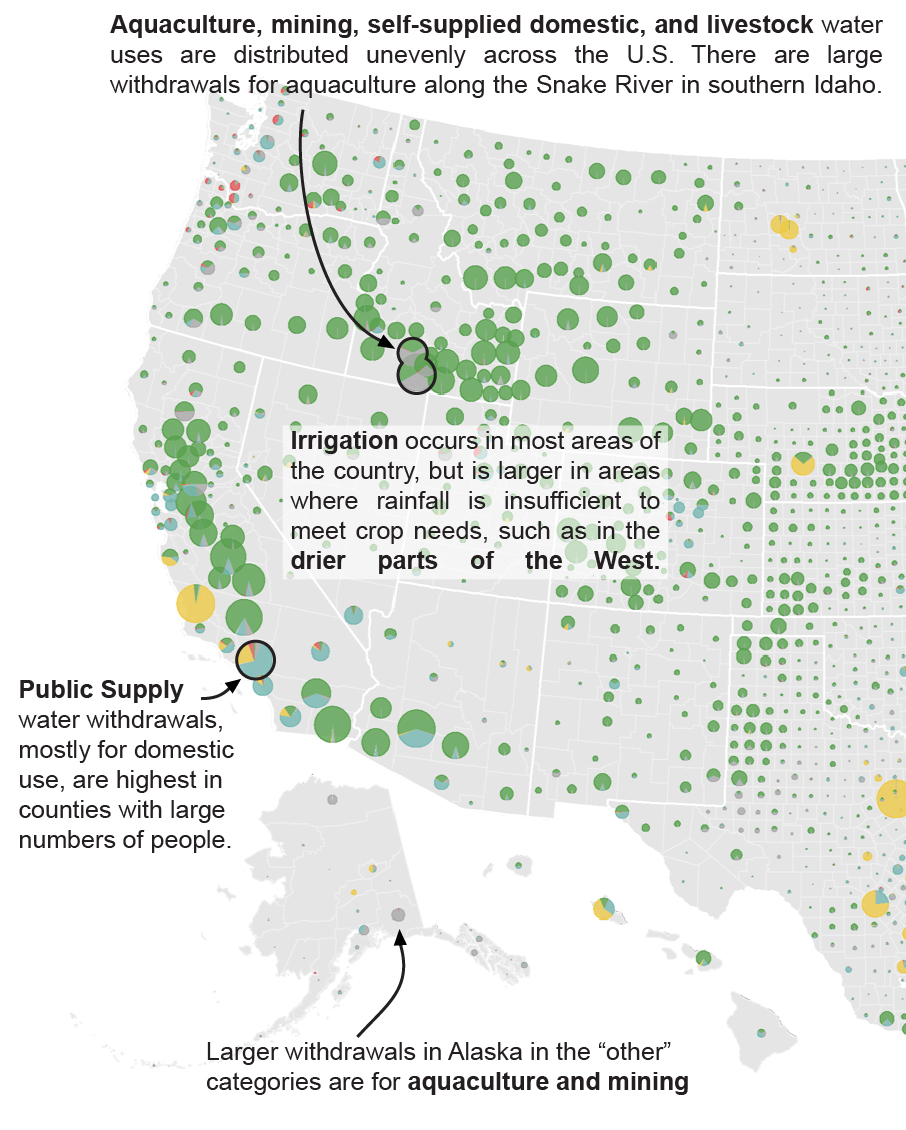 Aquaculture, mining, self-supplied domestic, and livestock water
uses are distributed unevenly across the U.S. There are large
withdrawals for aquaculture along the Snake River in southern Idaho.
Irrigation occurs in most areas of
the country, but is larger in areas
where rainfall is insufficient to
meet crop needs, such as in the
drier parts of the West.
Public Supply
water withdrawals,
mostly for domestic
use, are highest in
counties with large
numbers of people.
Larger withdrawals in Alaska in the “other”
categories are for aquaculture and mining